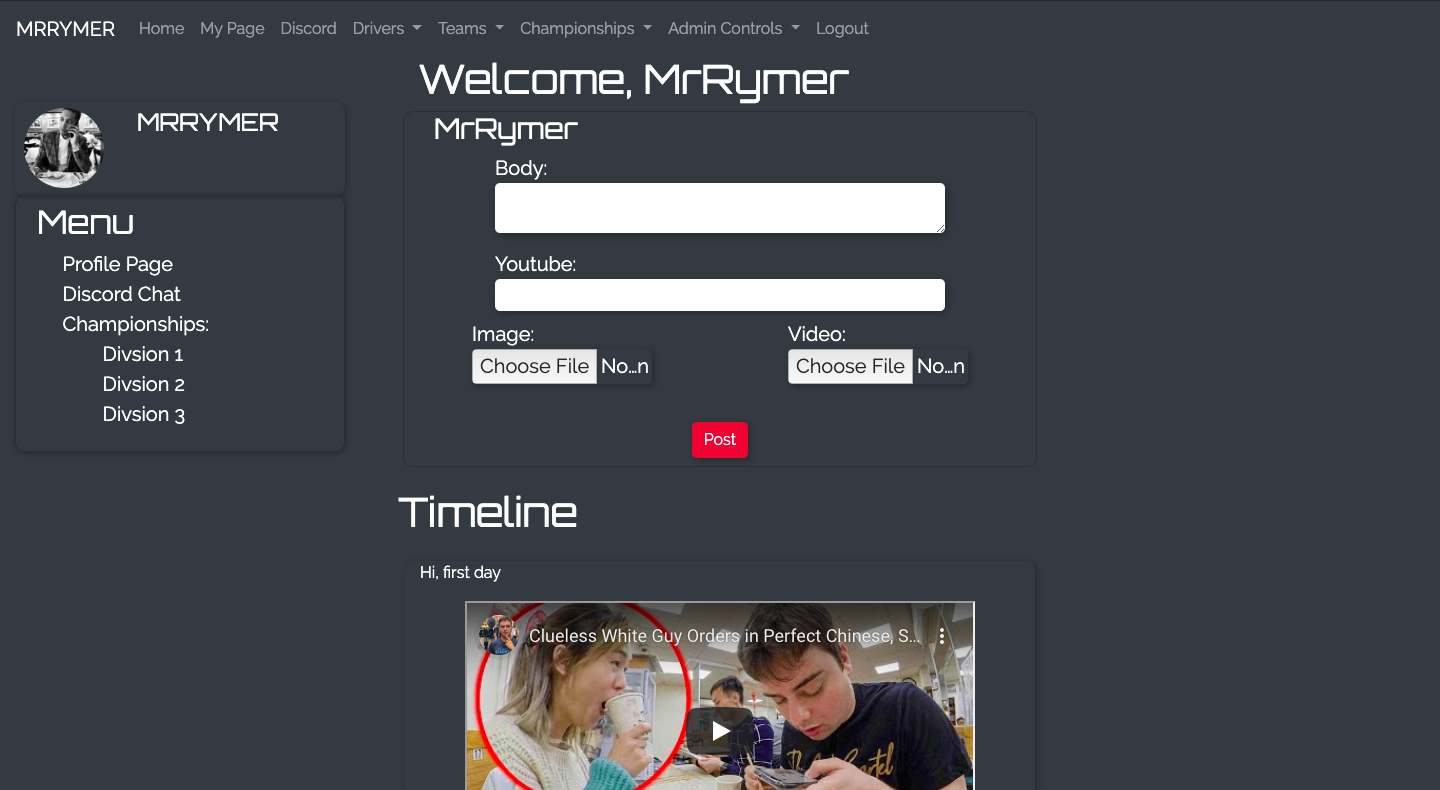 MRRYMER Home My Page Discord Drivers Teams Championships Admin Controls Logout
Welcome, MrRymer
MRRYMER
Menu
Profile Page
Discord Chat
Championships:
Divsion 1
Divsion 2
Divsion 3
MrRymer
Body:
Youtube:
Image: Video:
Choose File No...n Choose File No...n
Post
Timeline
Hi, first day
Clueless White Guy Orders in Perfect Chinese, S...